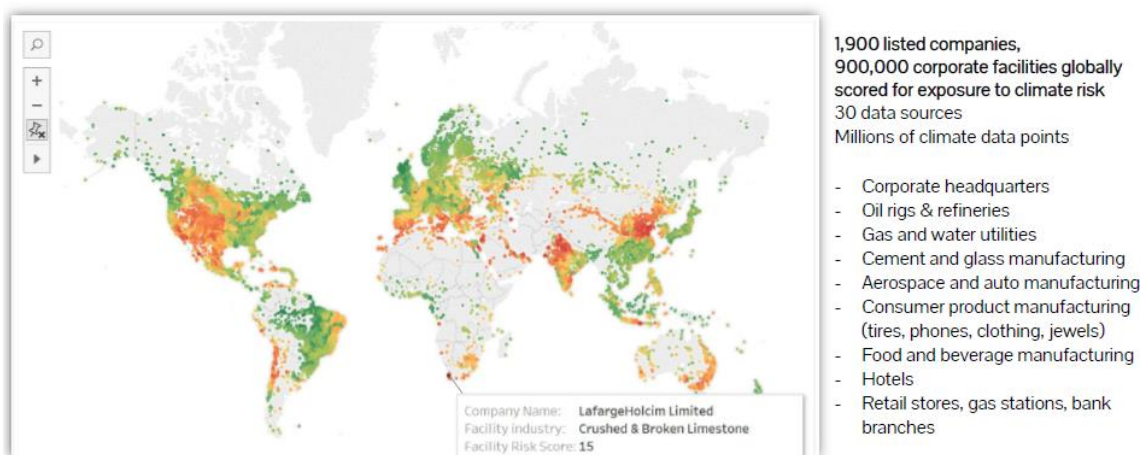 1,900 listed companies,
900,000 corporate facilities globally
scored for exposure to climate risk
30 data sources
Millions of climate data points
- Corporate headquarters
- Oil rigs & refineries
- Gas and water utilities
- Cement and glass manufacturing
- Aerospace and auto manufacturing
- Consumer product manufacturing
(tires, phones, clothing, jewels)
- Food and beverage manufacturing
- Hotels
- Retail stores, gas stations, bank
branches
Company Name: LafargeHolcim Limited
Facility Industry: Crushed & Broken Limestone
Facility Risk Score: 15